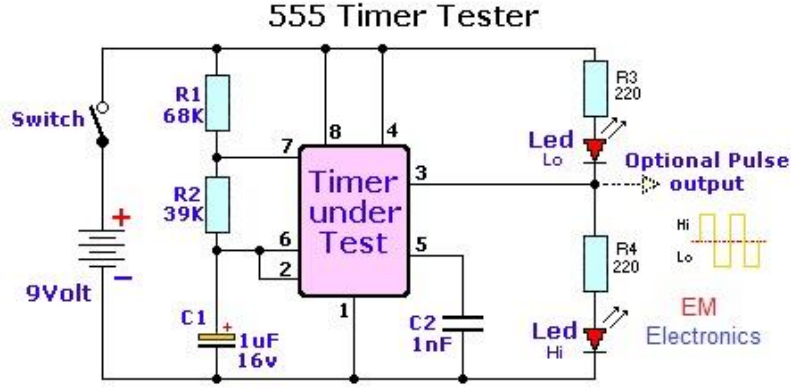 555 Timer Tester
Switch
+
−
9Volt
R1
68K
R2
39K
C1
+
1uF
16v
7
8
4
6
2
1
3
5
Timer
under
Test
C2
1nF
R3
220
Led
Lo
Optional Pulse
output
R4
220
Hi
Lo
Led
Hi
EM
Electronics